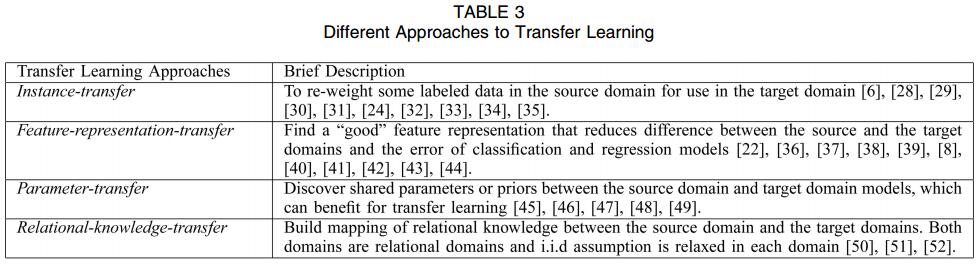 TABLE 3
Different Approaches to Transfer Learning
Transfer Learning Approaches Brief Description
Instance-transfer To re-weight some labeled data in the source domain for use in the target domain [6], [28], [29],
[30], [31], [24], [32], [33], [34], [35].
Feature-representation-transfer Find a “good” feature representation that reduces difference between the source and the target
domains and the error of classification and regression models [22], [36], [37], [38], [39], [8],
[40], [41], [42], [43], [44].
Parameter-transfer Discover shared parameters or priors between the source domain and target domain models, which
can benefit for transfer learning [45], [46], [47], [48], [49].
Relational-knowledge-transfer Build mapping of relational knowledge between the source domain and the target domains. Both
domains are relational domains and i.i.d assumption is relaxed in each domain [50], [51], [52].